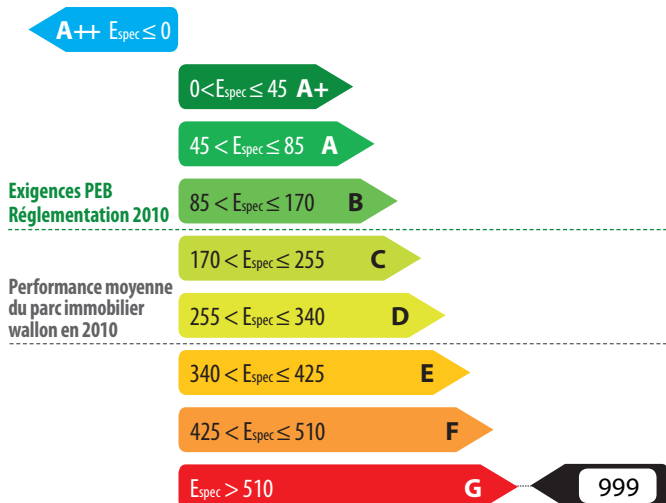 A++ Espec ≤ 0
0 < Espec ≤ 45 A+
45 < Espec ≤ 85 A
Exigences PEB
Réglementation 2010
85 < Espec ≤ 170 B
170 < Espec ≤ 255 C
Performance moyenne
du parc immobilier
wallon en 2010
255 < Espec ≤ 340 D
340 < Espec ≤ 425 E
425 < Espec ≤ 510 F
Espec > 510 G 999